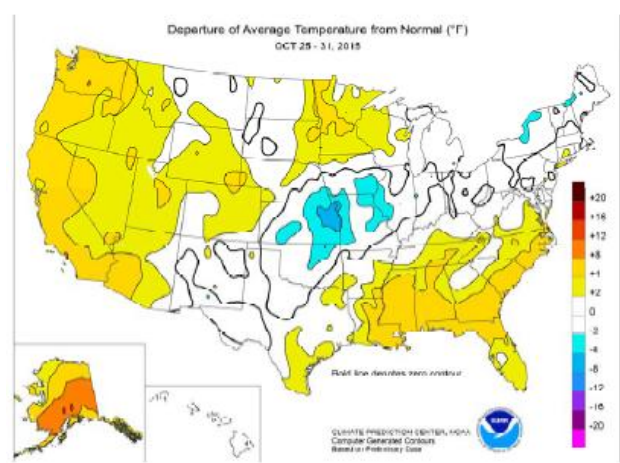 Departure of Average Temperature from Normal (°F)
OCT 25 - 31, 2015
+20
+16
+12
+8
+4
+2
0
-2
-4
-8
-12
-16
-20
Bold line denotes zero contour
CLIMATE PREDICTION CENTER, NOAA
Computer Generated Contours
Based on Preliminary Data